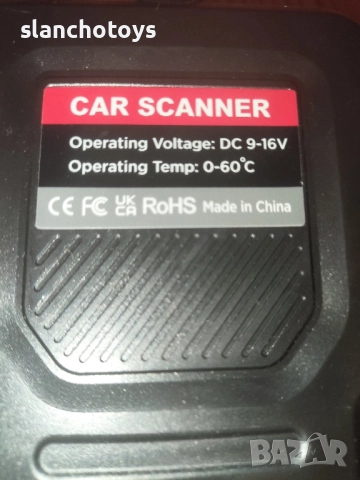 slanchotoys
CAR SCANNER
Operating Voltage: DC 9-16V
Operating Temp: 0-60°C
CE FC UK CA RoHS Made in China
BAZAR